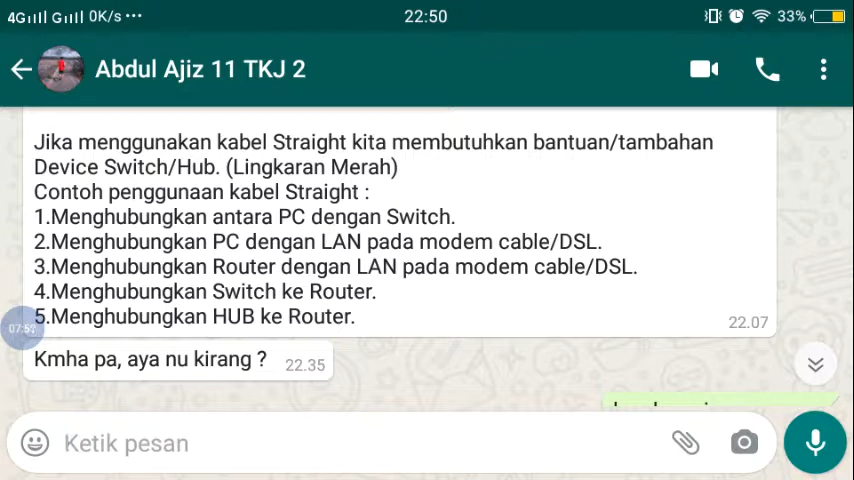 4G 0K/s ••• 22:50 33%
Abdul Ajiz 11 TKJ 2
Jika menggunakan kabel Straight kita membutuhkan bantuan/tambahan
Device Switch/Hub. (Lingkaran Merah)
Contoh penggunaan kabel Straight :
1.Menghubungkan antara PC dengan Switch.
2.Menghubungkan PC dengan LAN pada modem cable/DSL.
3.Menghubungkan Router dengan LAN pada modem cable/DSL.
4.Menghubungkan Switch ke Router.
5.Menghubungkan HUB ke Router.
22.07
Kmha pa, aya nu kirang ? 22.35
Ketik pesan